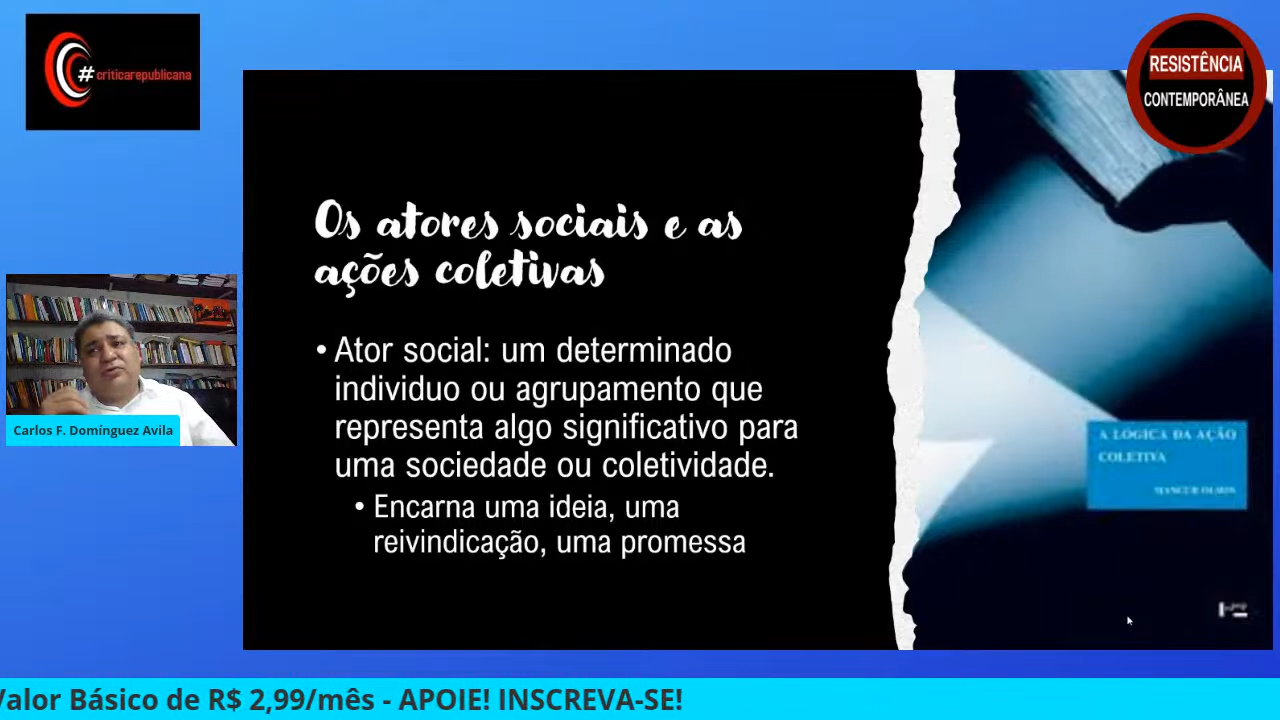 #criticarepublicana
RESISTÊNCIA
CONTEMPORÂNEA
Os atores sociais e as
ações coletivas
• Ator social: um determinado
individuo ou agrupamento que
representa algo significativo para
uma sociedade ou coletividade.
• Encarna uma ideia, uma
reivindicação, uma promessa
A LÓGICA DA AÇÃO
COLETIVA
MANCUR OLSON
Carlos F. Domínguez Avila
Valor Básico de R$ 2,99/mês - APOIE! INSCREVA-SE!